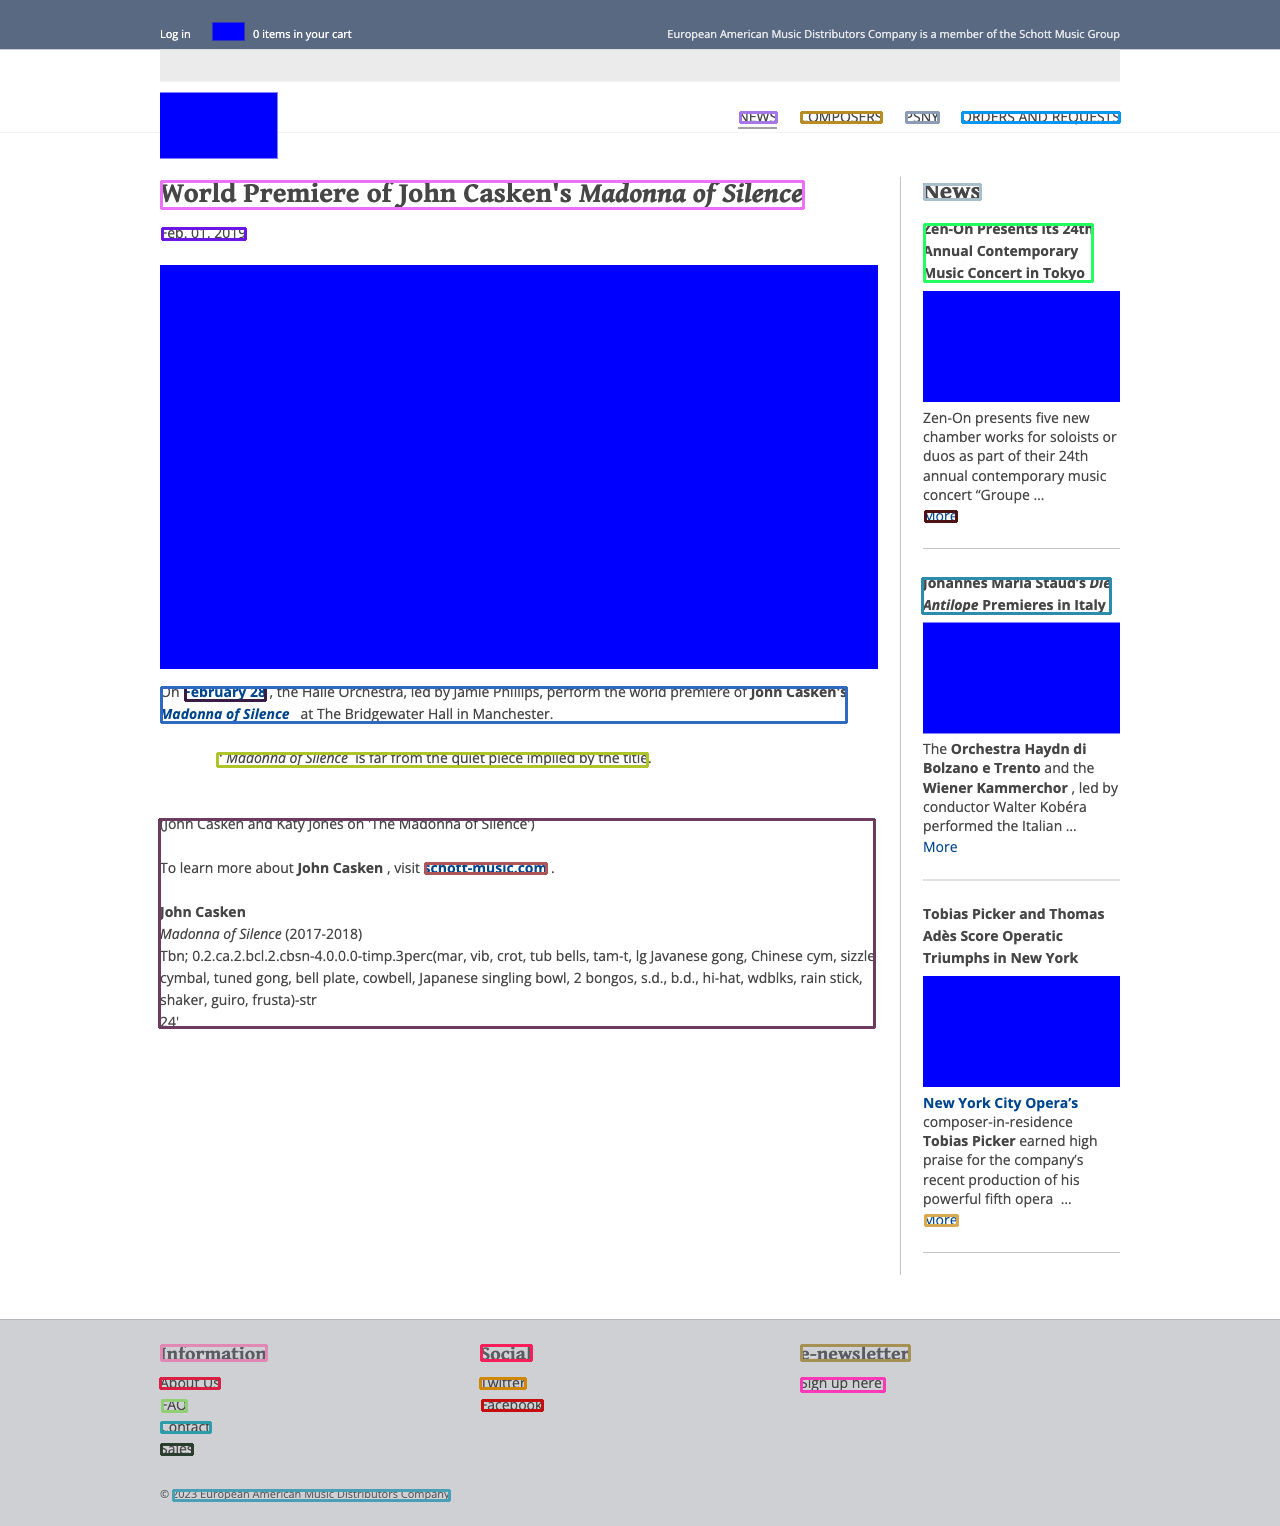 Log in
0 items in your cart
European American Music Distributors Company is a member of the Schott Music Group
NEWS
COMPOSERS
PSNY
ORDERS AND REQUESTS
World Premiere of John Casken's Madonna of Silence
Feb. 01, 2019
On February 28 , the Hallé Orchestra, led by Jamie Phillips, perform the world premiere of John Casken's
Madonna of Silence at The Bridgewater Hall in Manchester.
" Madonna of Silence is far from the quiet piece implied by the title.
(John Casken and Katy Jones on 'The Madonna of Silence')
To learn more about John Casken , visit schott-music.com .
John Casken
Madonna of Silence (2017-2018)
Tbn; 0.2.ca.2.bcl.2.cbsn-4.0.0.0-timp.3perc(mar, vib, crot, tub bells, tam-t, lg Javanese gong, Chinese cym, sizzle
cymbal, tuned gong, bell plate, cowbell, Japanese singling bowl, 2 bongos, s.d., b.d., hi-hat, wdblks, rain stick,
shaker, guiro, frusta)-str
24'
News
Zen-On Presents its 24th
Annual Contemporary
Music Concert in Tokyo
Zen-On presents five new
chamber works for soloists or
duos as part of their 24th
annual contemporary music
concert “Groupe ...
More
Johannes Maria Staud's Die
Antilope Premieres in Italy
The Orchestra Haydn di
Bolzano e Trento and the
Wiener Kammerchor , led by
conductor Walter Kobéra
performed the Italian ...
More
Tobias Picker and Thomas
Adès Score Operatic
Triumphs in New York
New York City Opera’s
composer-in-residence
Tobias Picker earned high
praise for the company’s
recent production of his
powerful fifth opera ...
More
Information
About Us
FAQ
Contact
Sales
Social
Twitter
Facebook
e-newsletter
Sign up here
© 2023 European American Music Distributors Company